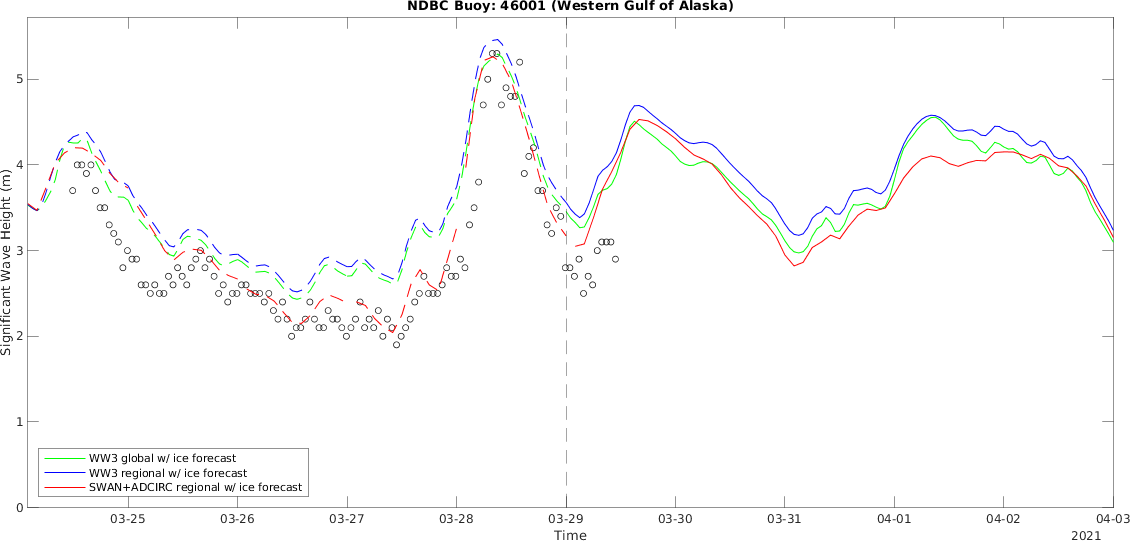 NDBC Buoy: 46001 (Western Gulf of Alaska)
Significant Wave Height (m)
5
4
3
2
1
0
WW3 global w/ ice forecast
WW3 regional w/ ice forecast
SWAN+ADCIRC regional w/ ice forecast
03-25 03-26 03-27 03-28 03-29 03-30 03-31 04-01 04-02 04-03
Time
2021